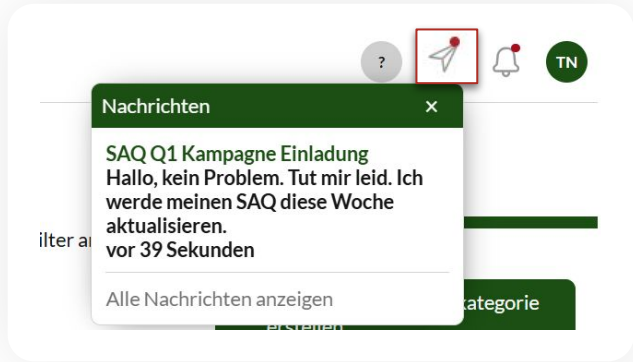 ?
TN
Nachrichten
x
SAQ Q1 Kampagne Einladung
Hallo, kein Problem. Tut mir leid. Ich
werde meinen SAQ diese Woche
aktualisieren.
vor 39 Sekunden
ilter a
Alle Nachrichten anzeigen
kategorie
erstellen